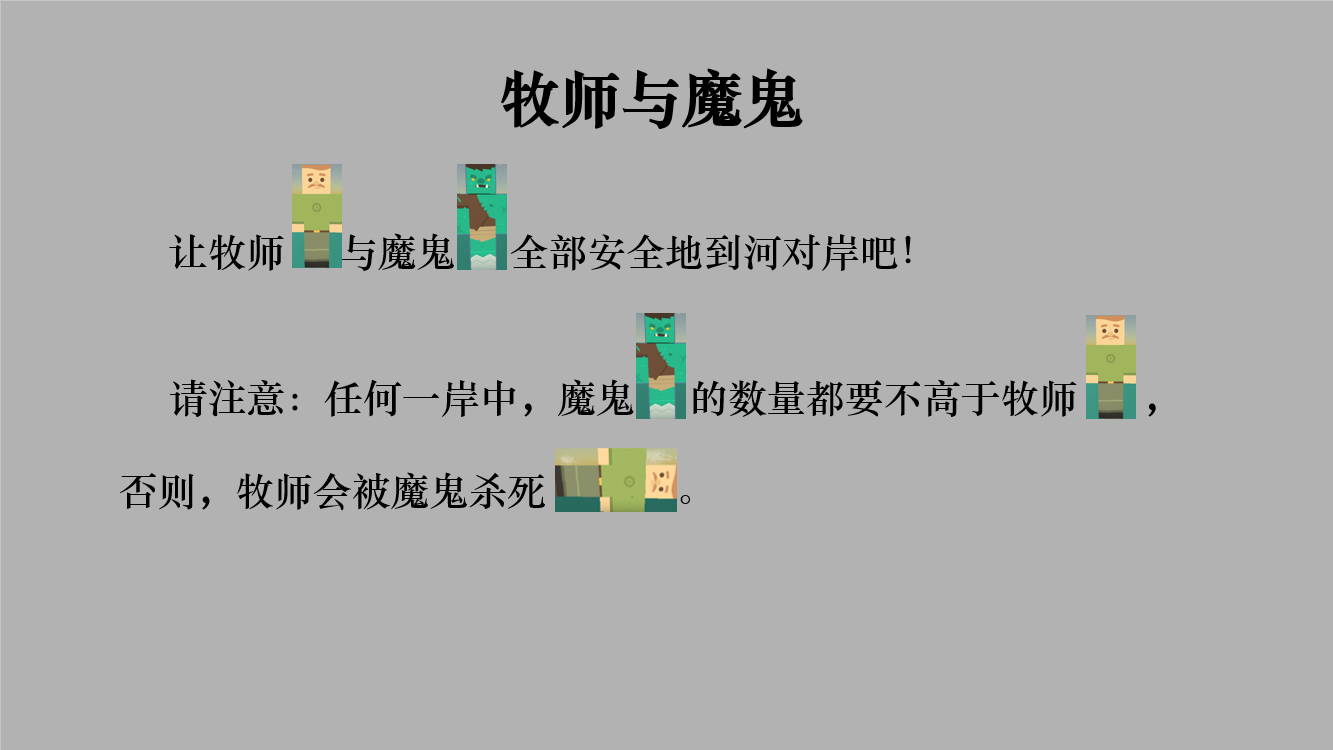 牧师与魔鬼
让牧师与魔鬼全部安全地到河对岸吧！
请注意：任何一岸中，魔鬼的数量都要不高于牧师，
否则，牧师会被魔鬼杀死。